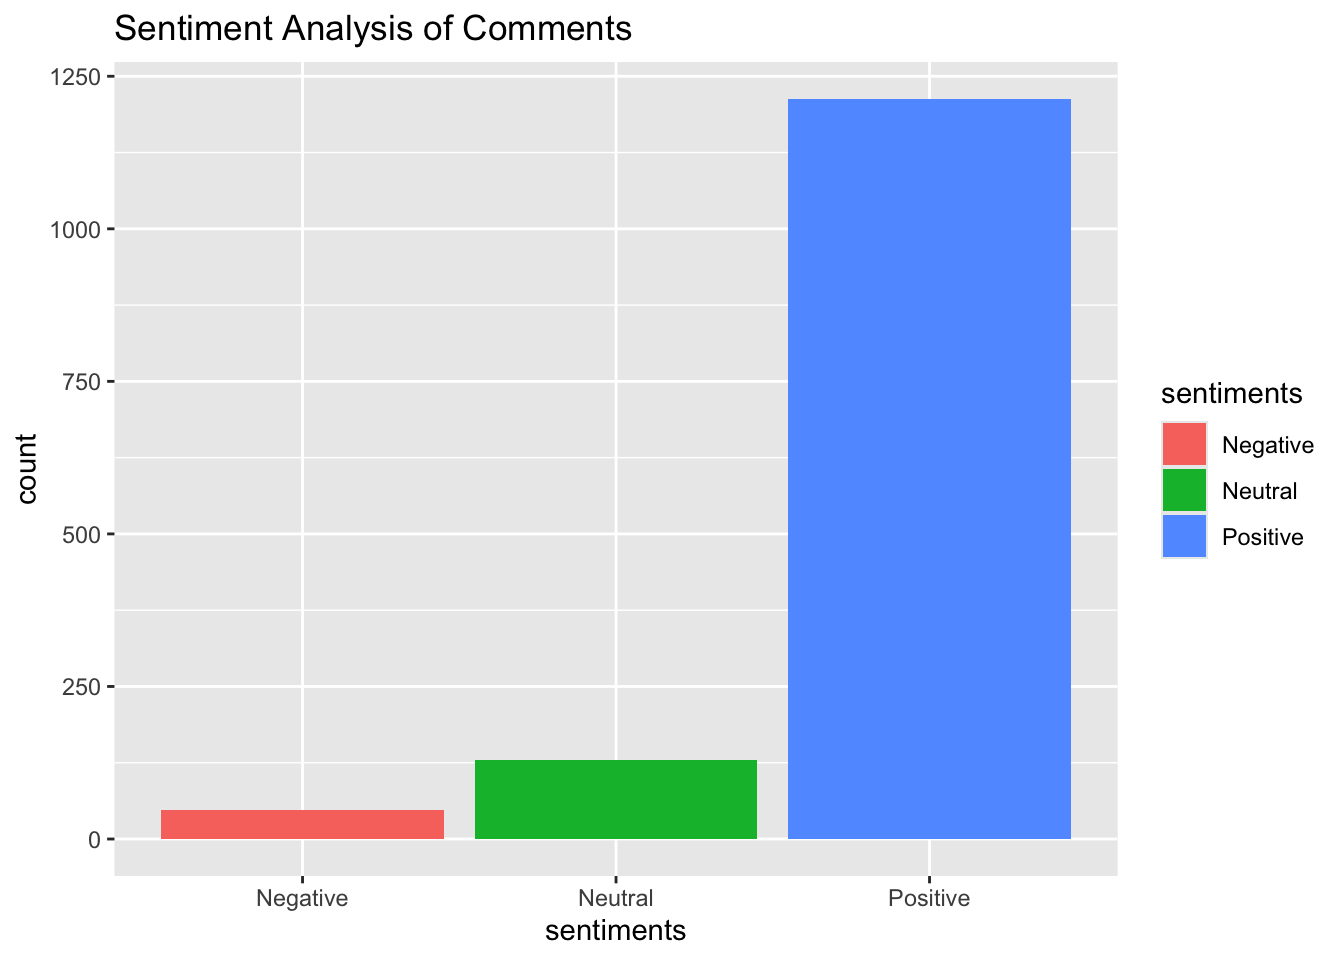 Sentiment Analysis of Comments
1250
1000
750
500
250
0
count
Negative
Neutral
Positive
sentiments
sentiments
Negative
Neutral
Positive